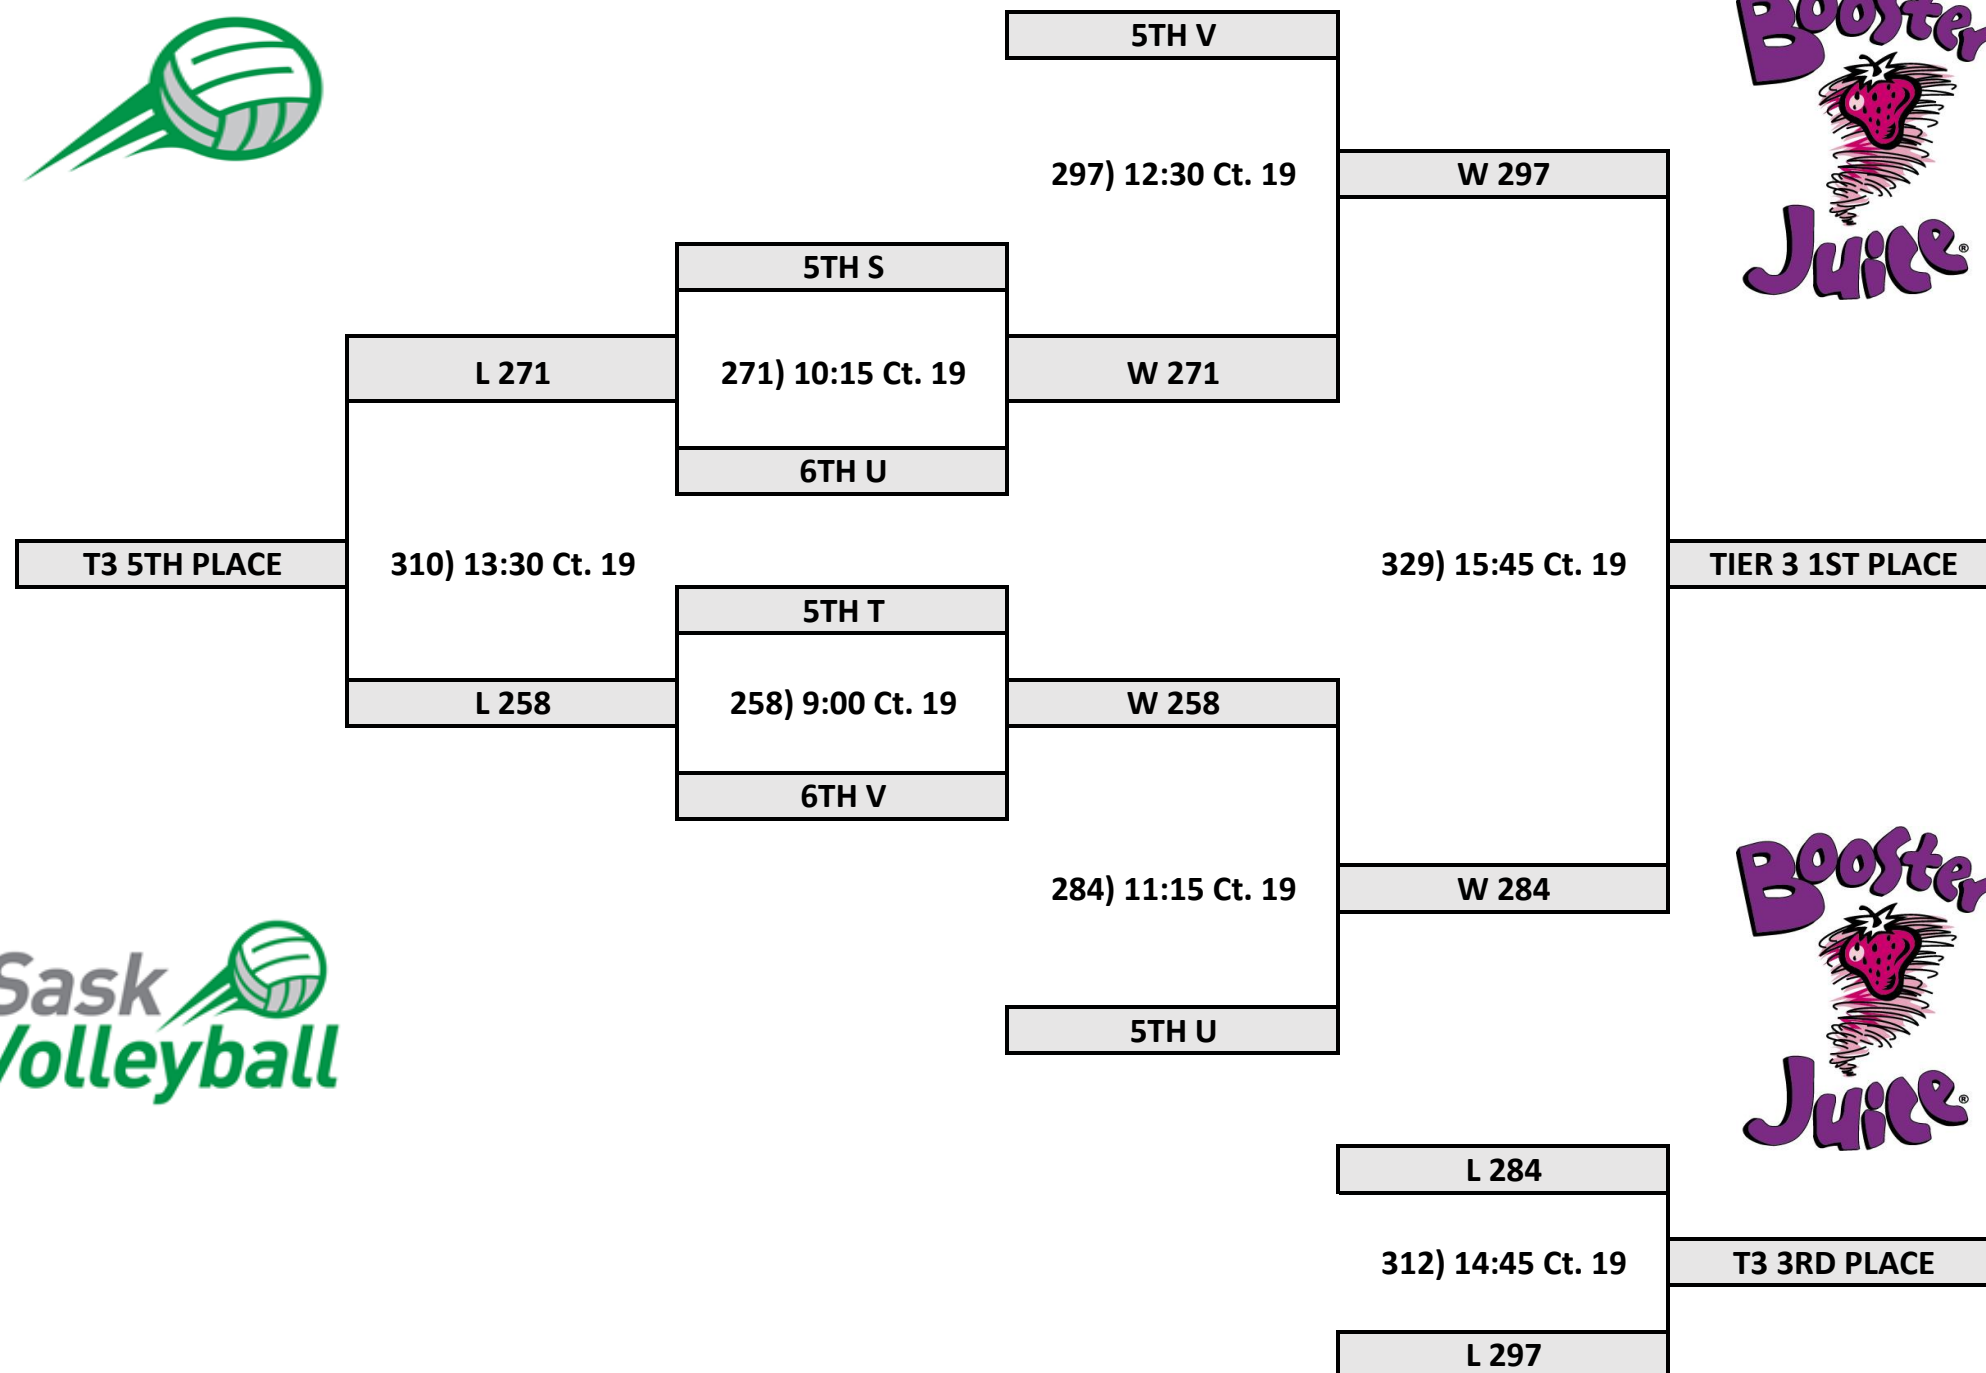 5TH V
Booster
Juice®
297) 12:30 Ct. 19
W 297
5TH S
L 271
271) 10:15 Ct. 19
W 271
6TH U
T3 5TH PLACE
310) 13:30 Ct. 19
329) 15:45 Ct. 19
TIER 3 1ST PLACE
5TH T
L 258
258) 9:00 Ct. 19
W 258
6TH V
284) 11:15 Ct. 19
W 284
Booster
Juice®
Sask
Volleyball
5TH U
L 284
312) 14:45 Ct. 19
T3 3RD PLACE
L 297